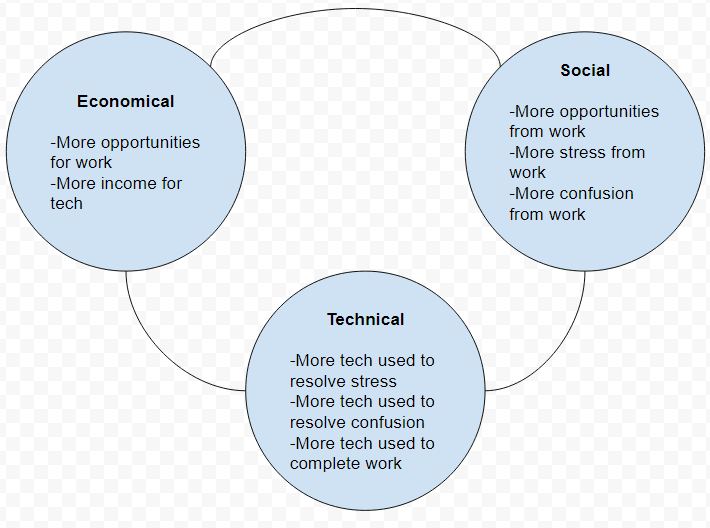 Economical
-More opportunities
for work
-More income for
tech
Social
-More opportunities
from work
-More stress from
work
-More confusion
from work
Technical
-More tech used to
resolve stress
-More tech used to
resolve confusion
-More tech used to
complete work